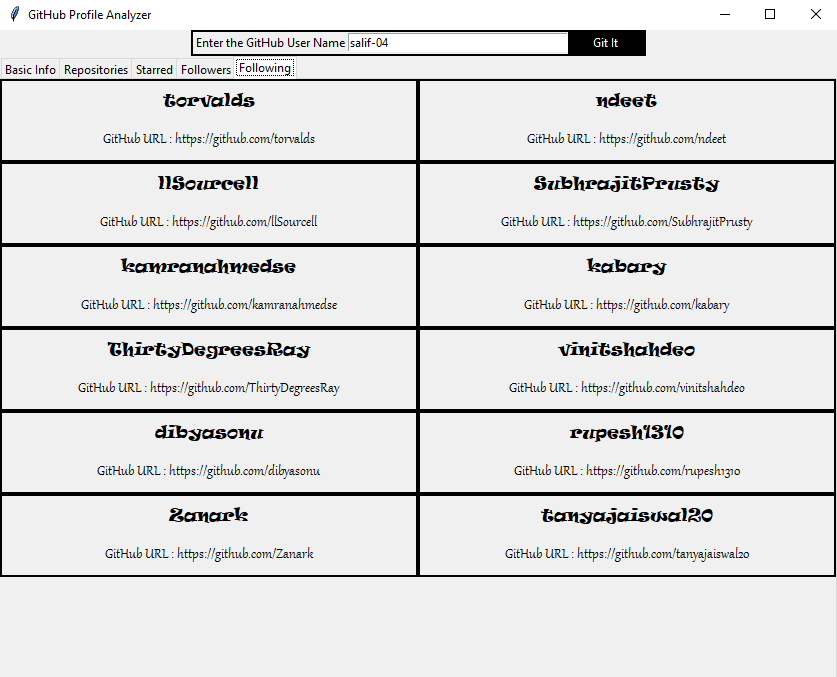 GitHub Profile Analyzer
Enter the GitHub User Name salif-04 Git It
Basic Info Repositories Starred Followers Following
torvalds
GitHub URL : https://github.com/torvalds
ndeet
GitHub URL : https://github.com/ndeet
llSourcell
GitHub URL : https://github.com/llSourcell
SubhrajitPrusty
GitHub URL : https://github.com/SubhrajitPrusty
kamranahmedse
GitHub URL : https://github.com/kamranahmedse
kabary
GitHub URL : https://github.com/kabary
ThirtyDegreesRay
GitHub URL : https://github.com/ThirtyDegreesRay
vinitshahdeo
GitHub URL : https://github.com/vinitshahdeo
dibyasonu
GitHub URL : https://github.com/dibyasonu
rupesh1310
GitHub URL : https://github.com/rupesh1310
Zanark
GitHub URL : https://github.com/Zanark
tanyajaiswal20
GitHub URL : https://github.com/tanyajaiswal20